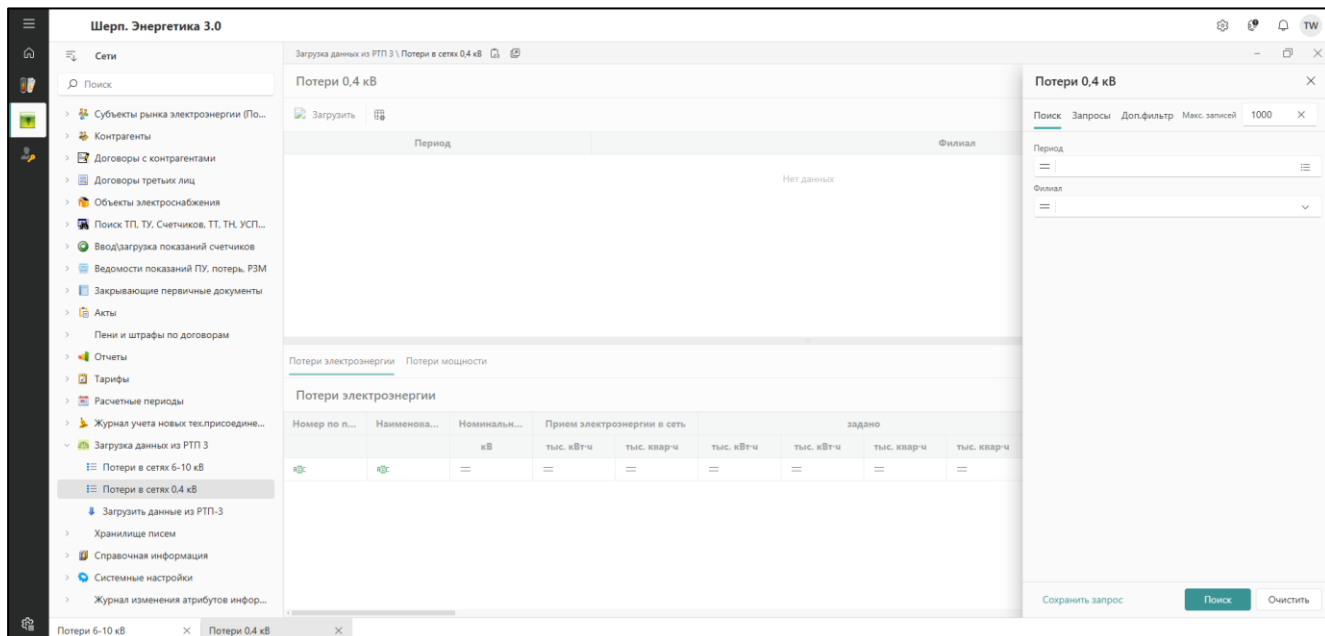 Шерп. Энергетика 3.0
TW
Сети
Поиск
Субъекты рынка электроэнергии (По...
Контрагенты
Договоры с контрагентами
Договоры третьих лиц
Объекты электроснабжения
Поиск ТП, ТУ, Счетчиков, ТТ, ТН, УСП...
Ввод\загрузка показаний счетчиков
Ведомости показаний ПУ, потерь, РЗМ
Закрывающие первичные документы
Акты
Пени и штрафы по договорам
Отчеты
Тарифы
Расчетные периоды
Журнал учета новых тех.присоедине...
Загрузка данных из РТП 3
Потери в сетях 6-10 кВ
Потери в сетях 0,4 кВ
Загрузить данные из РТП-3
Хранилище писем
Справочная информация
Системные настройки
Журнал изменения атрибутов инфор...
Загрузка данных из РТП 3 \ Потери в сетях 0,4 кВ
Потери 0,4 кВ
Загрузить
Период Филиал
Нет данных
Потери электроэнергии Потери мощности
Потери электроэнергии
Номер по п... Наименова... Номинальн... Прием электроэнергии в сеть задано
кВ тыс. кВт·ч тыс. квар·ч тыс. кВт·ч тыс. кВт·ч тыс. квар·ч тыс. квар·ч
Потери 0,4 кВ
Поиск Запросы Доп.фильтр Макс. записей 1000
Период
Филиал
Сохранить запрос Поиск Очистить
Потери 6-10 кВ Потери 0,4 кВ